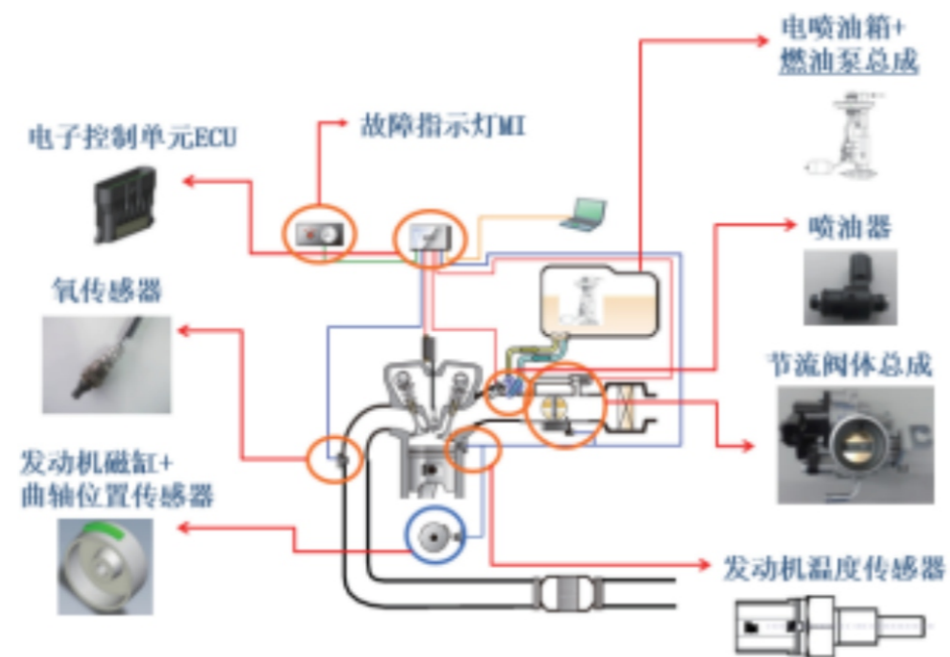 电喷油箱+
燃油泵总成
故障指示灯MI
电子控制单元ECU
喷油器
氧传感器
节流阀体总成
发动机磁缸+
曲轴位置传感器
发动机温度传感器